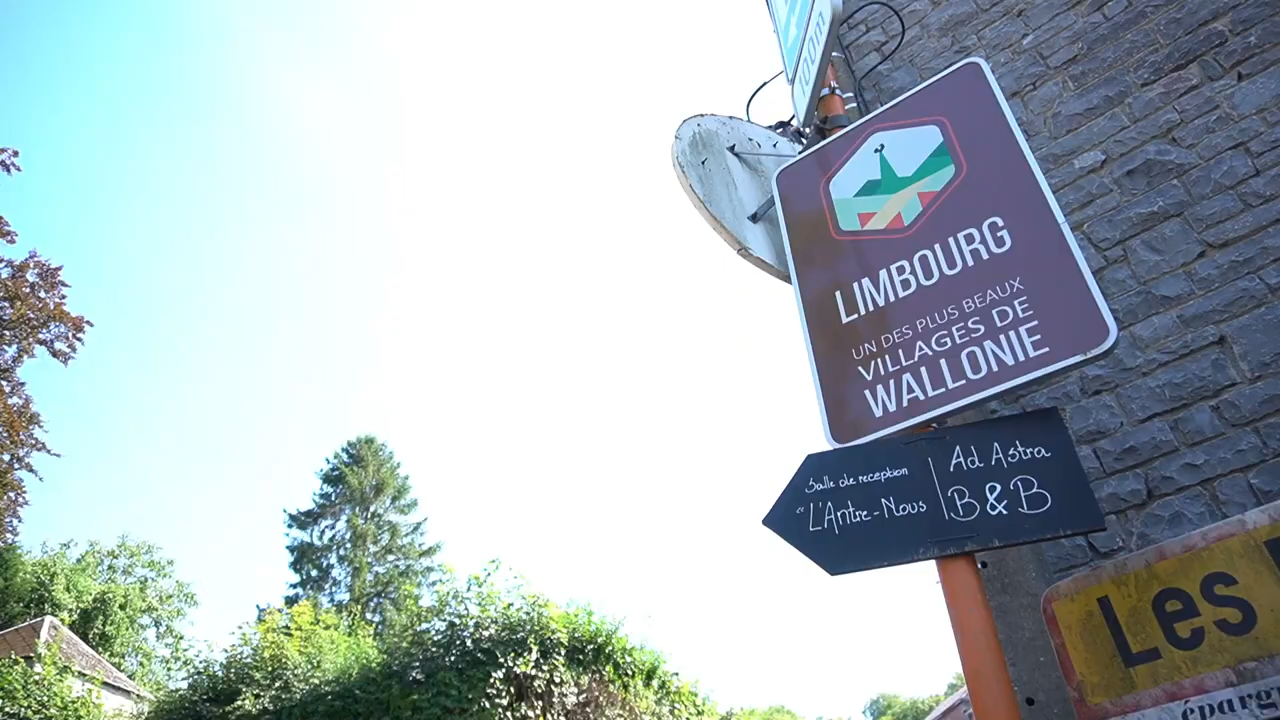 100m
LIMBOURG
UN DES PLUS BEAUX
VILLAGES DE
WALLONIE
Salle de reception
"L'Antre-Nous
Ad Astra
B & B
Les